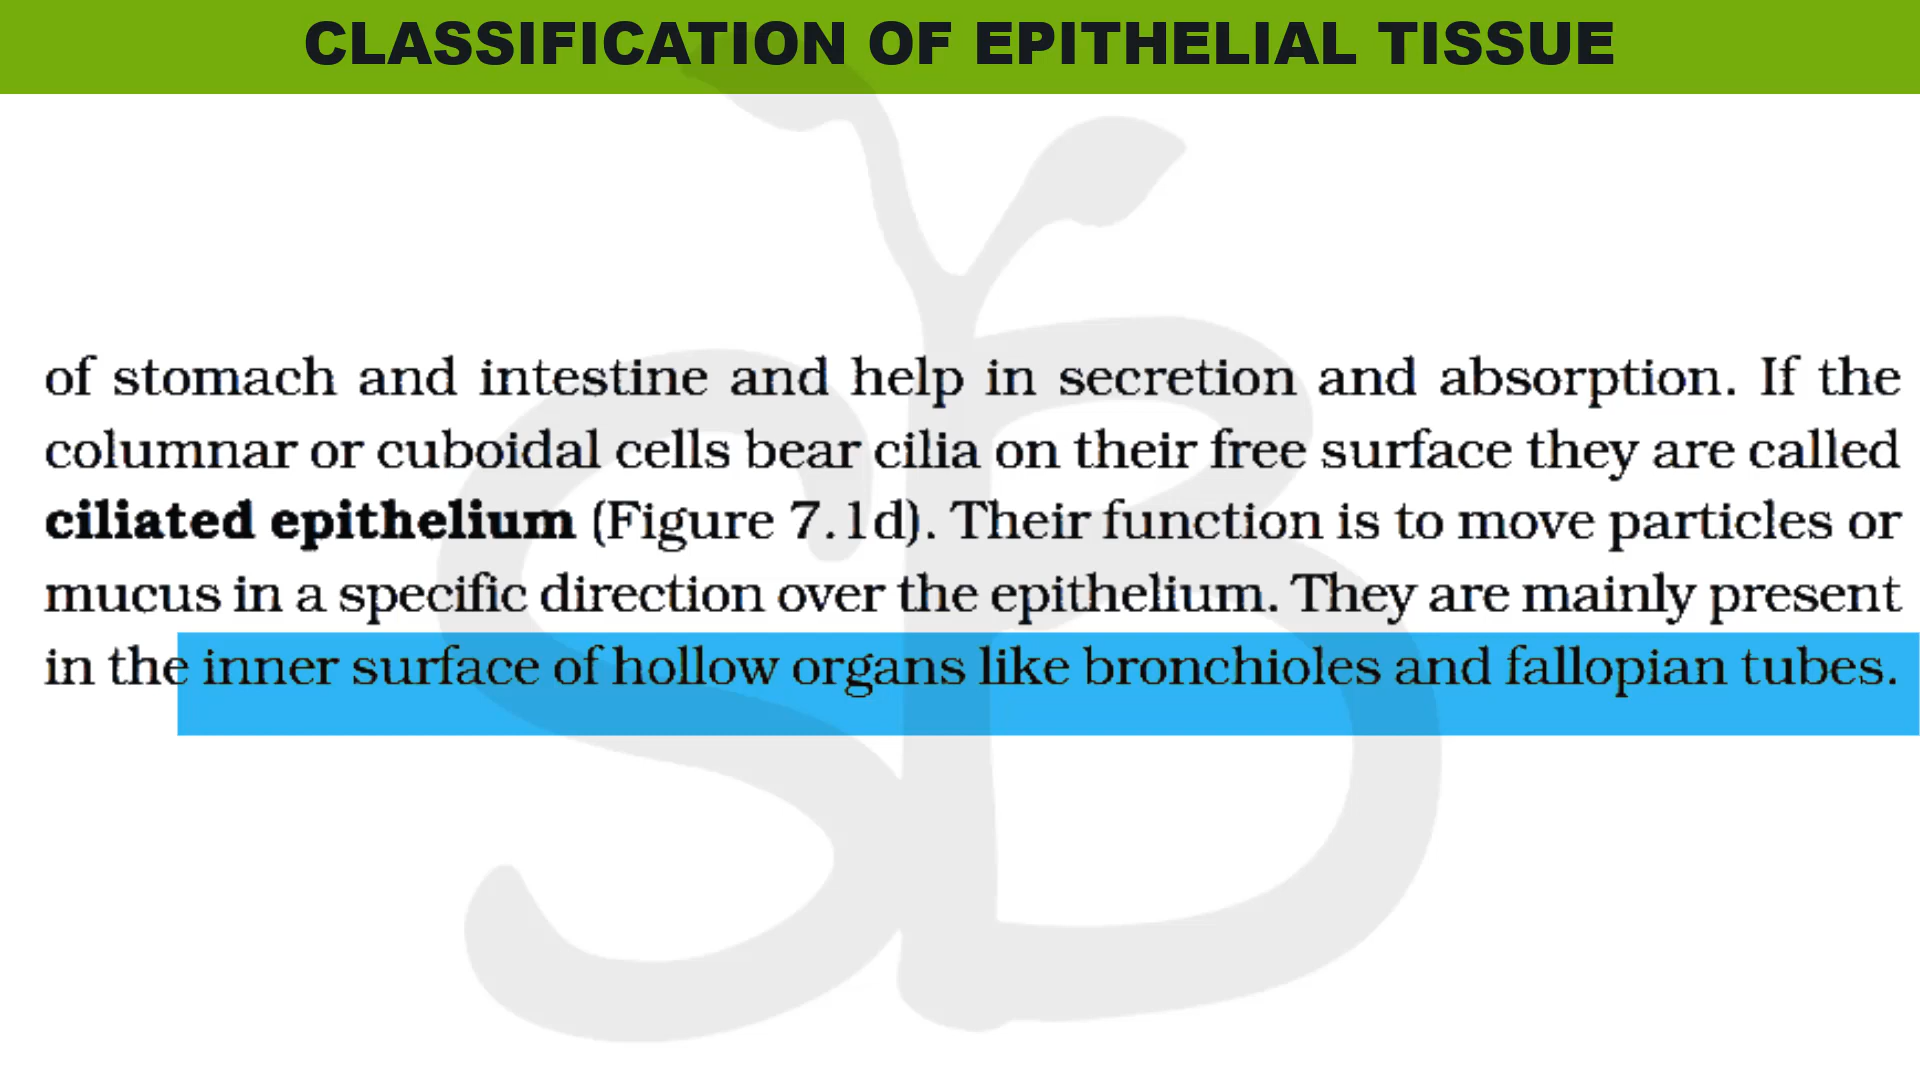 CLASSIFICATION OF EPITHELIAL TISSUE
of stomach and intestine and help in secretion and absorption. If the
columnar or cuboidal cells bear cilia on their free surface they are called
ciliated epithelium (Figure 7.1d). Their function is to move particles or
mucus in a specific direction over the epithelium. They are mainly present
in the inner surface of hollow organs like bronchioles and fallopian tubes.
SB